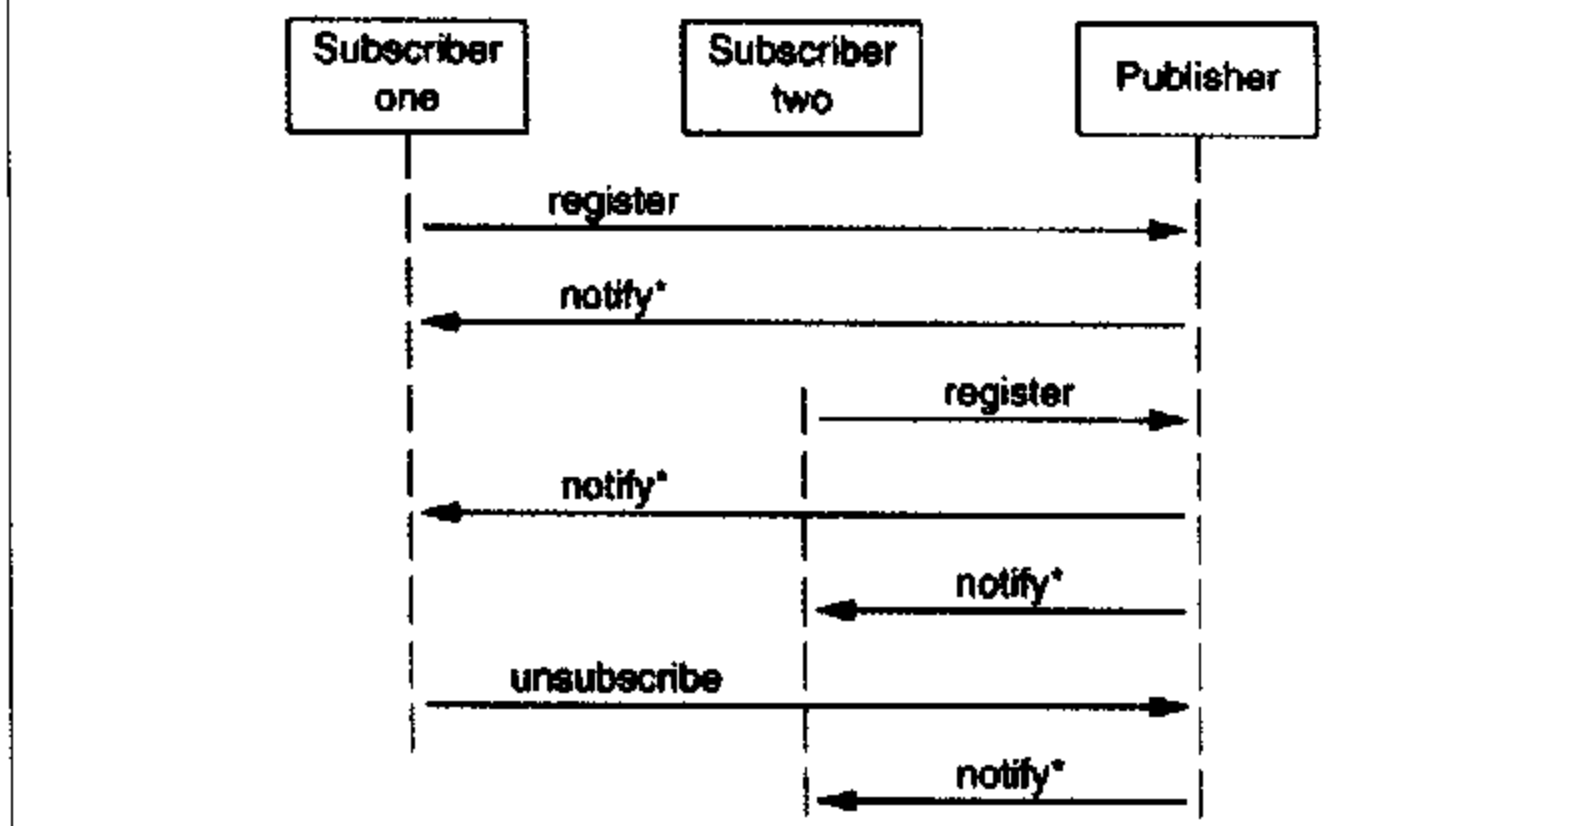 Subscriber
one
Subscriber
two
Publisher
register
notify*
register
notify*
notify*
unsubscribe
notify*